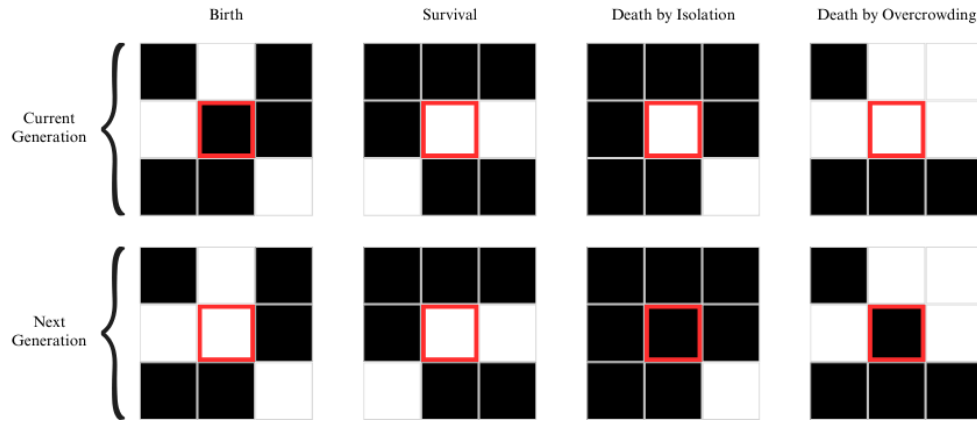 Birth
Survival
Death by Isolation
Death by Overcrowding
Current
Generation
Next
Generation